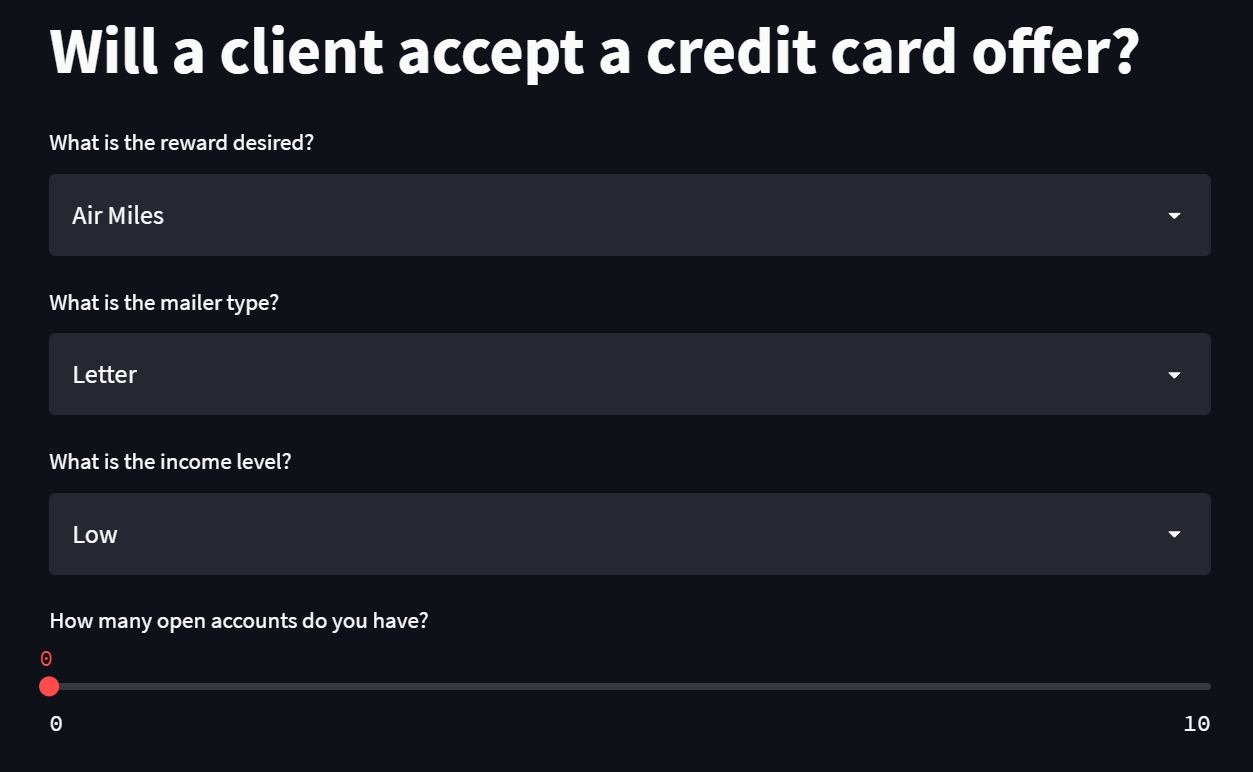 Will a client accept a credit card offer?
What is the reward desired?
Air Miles
What is the mailer type?
Letter
What is the income level?
Low
How many open accounts do you have?
0
0 10